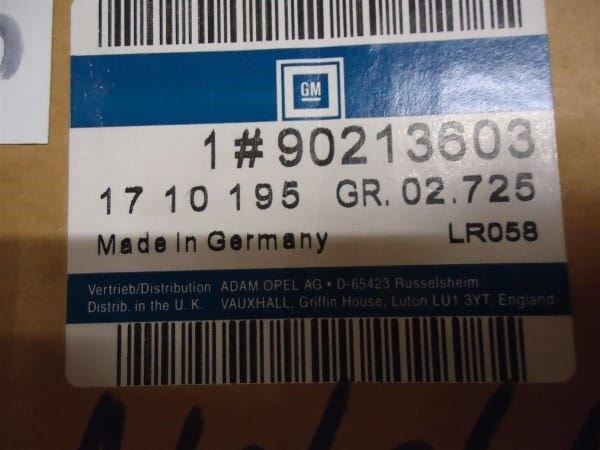 GM
1#90213603
17 10 195 GR. 02.725
Made in Germany LR058
Vertrieb/Distribution ADAM OPEL AG • D-65423 Rüsselsheim
Distrib. in the U. K. VAUXHALL, Griffin House, Luton LU1 3YT, England